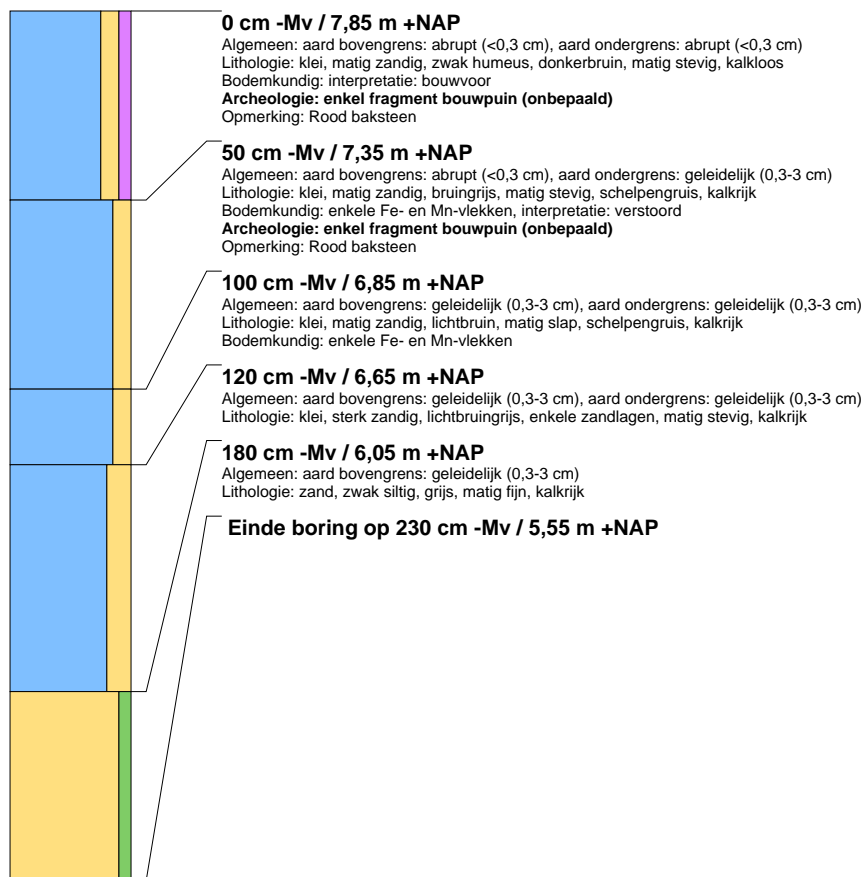 0 cm -Mv / 7,85 m +NAP
Algemeen: aard bovengrens: abrupt (<0,3 cm), aard ondergrens: abrupt (<0,3 cm)
Lithologie: klei, matig zandig, zwak humeus, donkerbruin, matig stevig, kalkloos
Bodemkundig: interpretatie: bouwvoor
Archeologie: enkel fragment bouwpuin (onbepaald)
Opmerking: Rood baksteen
50 cm -Mv / 7,35 m +NAP
Algemeen: aard bovengrens: abrupt (<0,3 cm), aard ondergrens: geleidelijk (0,3-3 cm)
Lithologie: klei, matig zandig, bruingrijs, matig stevig, schelpengruis, kalkrijk
Bodemkundig: enkele Fe- en Mn-vlekken, interpretatie: verstoord
Archeologie: enkel fragment bouwpuin (onbepaald)
Opmerking: Rood baksteen
100 cm -Mv / 6,85 m +NAP
Algemeen: aard bovengrens: geleidelijk (0,3-3 cm), aard ondergrens: geleidelijk (0,3-3 cm)
Lithologie: klei, matig zandig, lichtbruin, matig slap, schelpengruis, kalkrijk
Bodemkundig: enkele Fe- en Mn-vlekken
120 cm -Mv / 6,65 m +NAP
Algemeen: aard bovengrens: geleidelijk (0,3-3 cm), aard ondergrens: geleidelijk (0,3-3 cm)
Lithologie: klei, sterk zandig, lichtbruingrijs, enkele zandlagen, matig stevig, kalkrijk
180 cm -Mv / 6,05 m +NAP
Algemeen: aard bovengrens: geleidelijk (0,3-3 cm)
Lithologie: zand, zwak siltig, grijs, matig fijn, kalkrijk
Einde boring op 230 cm -Mv / 5,55 m +NAP